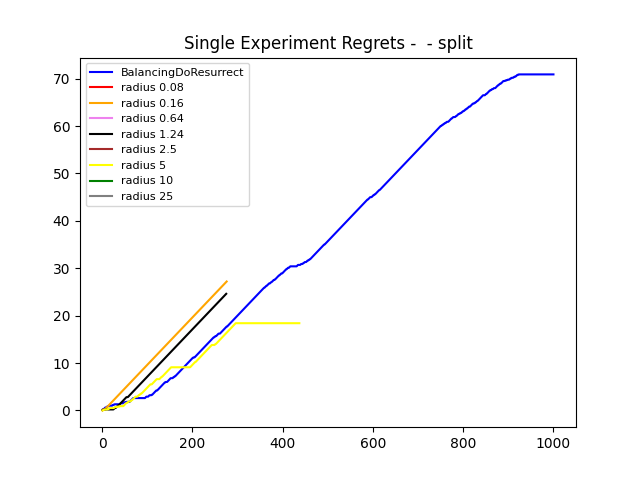 Single Experiment Regrets -  - split
BalancingDoResurrect
radius 0.08
radius 0.16
radius 0.64
radius 1.24
radius 2.5
radius 5
radius 10
radius 25
70
60
50
40
30
20
10
0
0 200 400 600 800 1000